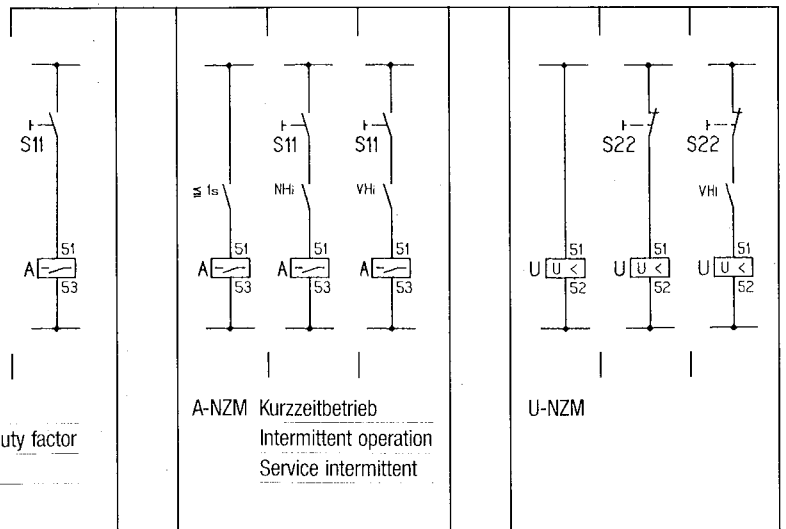 S11
S11
S11
S22
S22
1s
NHi
VHi
VHi
51
51
51
51
51
51
51
A
A
A
A
U
U <
U
U <
U
U <
53
53
53
53
52
52
52
A-NZM Kurzzeitbetrieb
U-NZM
uty factor
Intermittent operation
Service intermittent